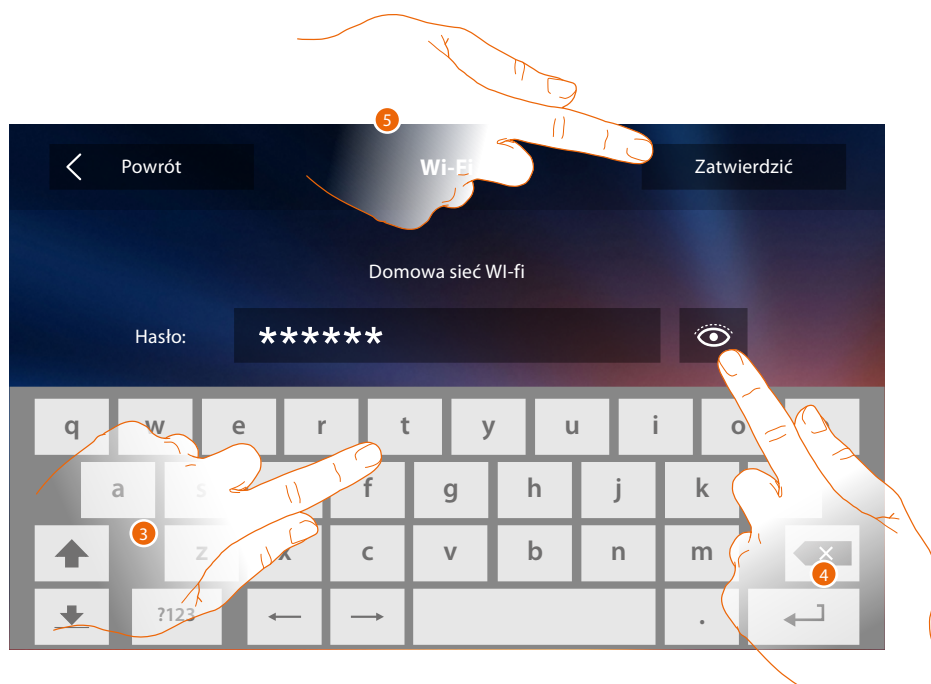 5
Powrót
Wi-Fi
Zatwierdzić
Domowa sieć WI-fi
Hasło:
******
q w e r t y u i o
a s f g h j k
3
z x c v b n m
4
?123 .